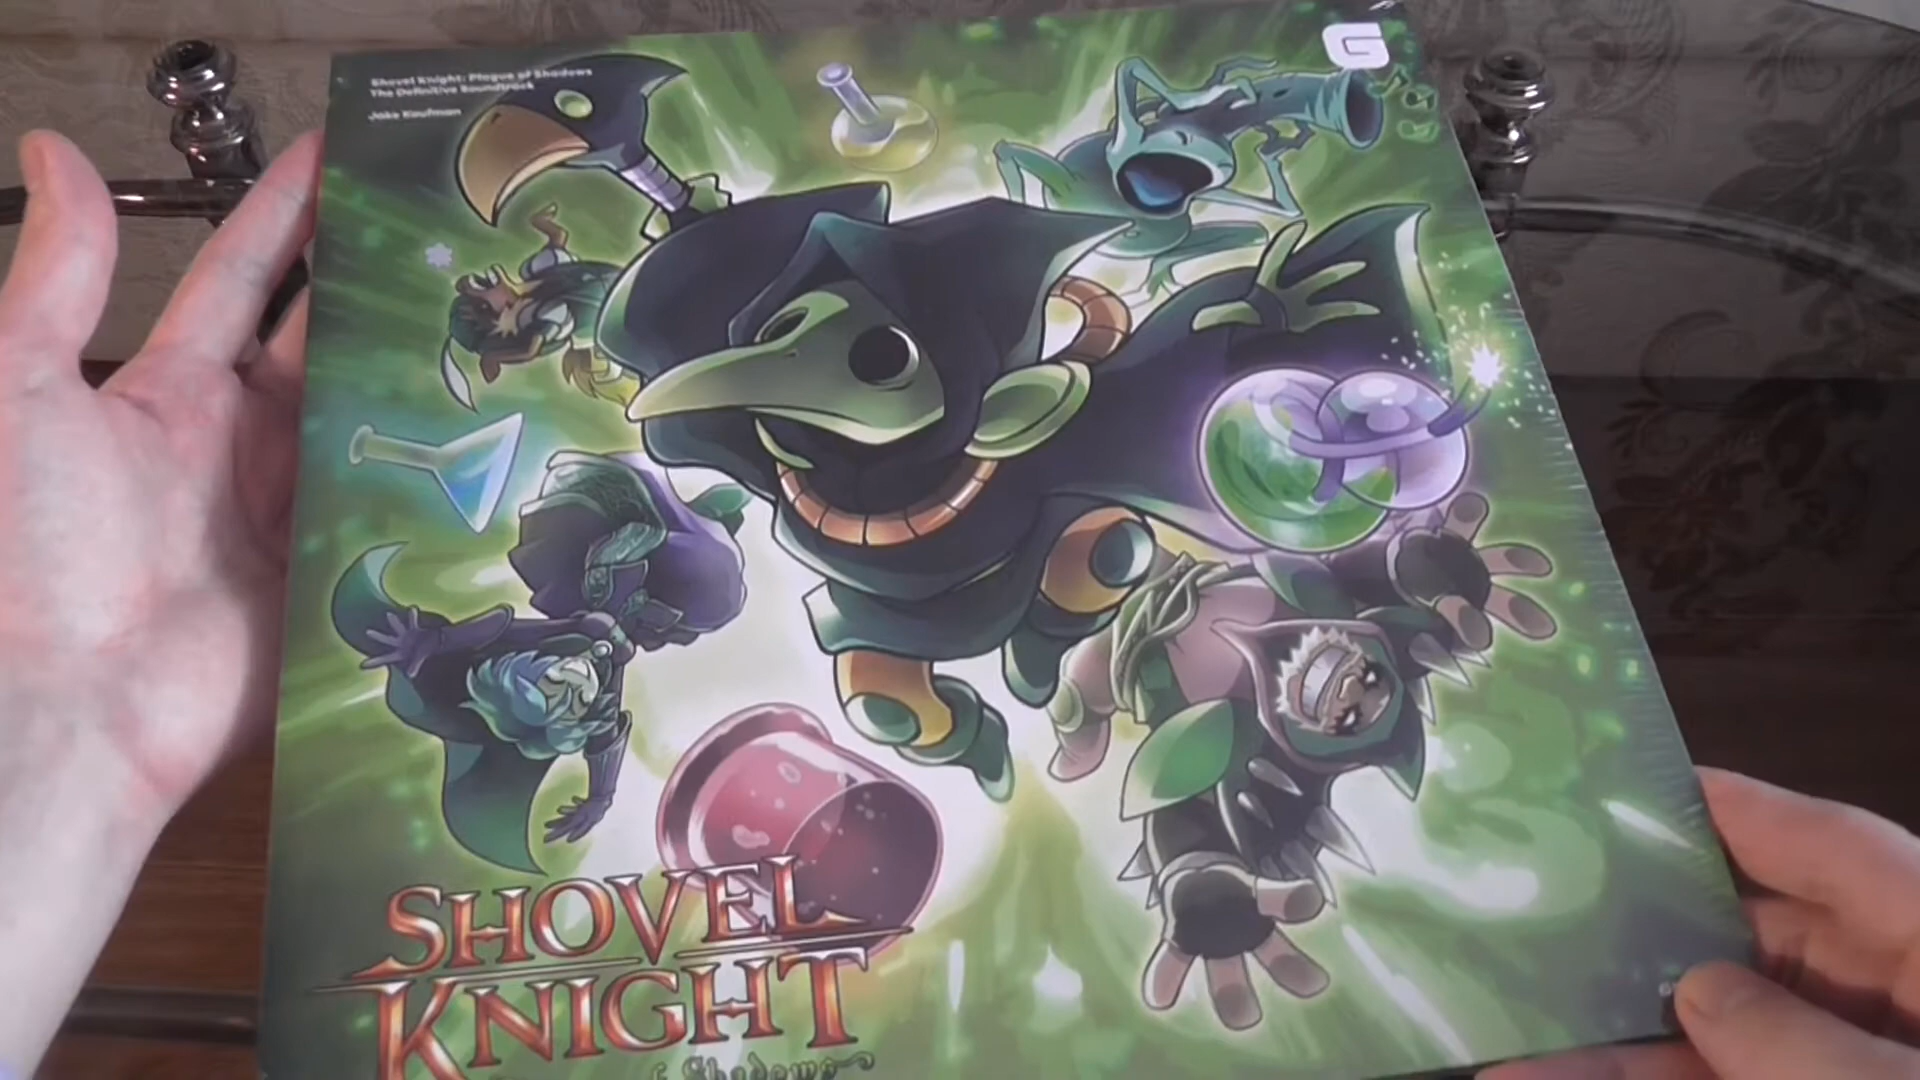 Shovel Knight: Plague of Shadows
The Definitive Soundtrack
Jake Kaufman
G
SHOVEL
KNIGHT
Shadows